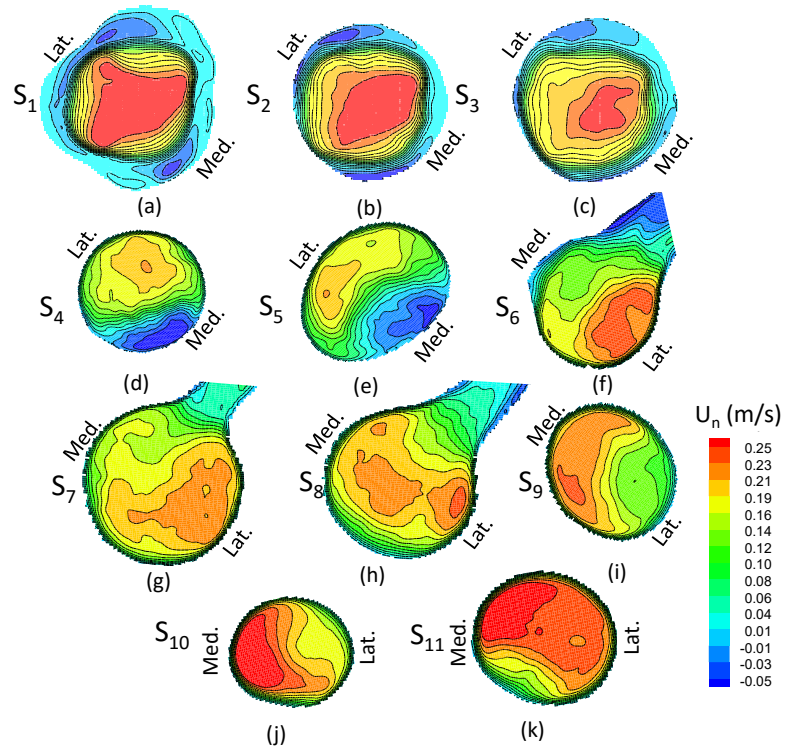 Lat.
S1
Med.
(a)
S2
Lat.
Med.
(b)
S3
Lat.
Med.
(c)
Lat.
S4
Med.
(d)
Lat.
S5
Med.
(e)
Med.
S6
Lat.
(f)
Med.
S7
Lat.
(g)
Med.
S8
Lat.
(h)
Med.
S9
Lat.
(i)
S10
Med.
Lat.
(j)
S11
Med.
Lat.
(k)
Un (m/s)
0.25
0.23
0.21
0.19
0.16
0.14
0.12
0.10
0.08
0.06
0.04
0.01
-0.01
-0.03
-0.05